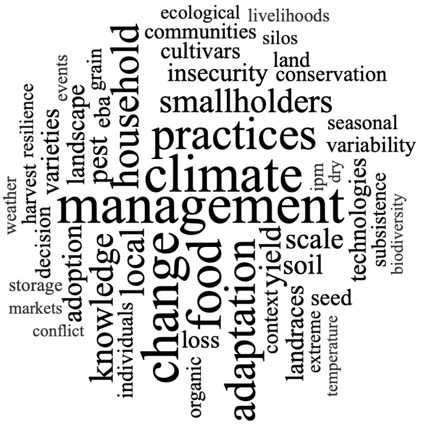 ecological
livelihoods
communities
silos
cultivars
land
insecurity
conservation
smallholders
practices
seasonal
variability
climate
management
events
grain
household
resilience
landscape
eba
pest
varieties
harvest
weather
decision
ipm
dry
technologies
subsistence
biodiversity
storage
markets
conflict
adoption
knowledge
local
individuals
change
food
loss
organic
adaptation
yield
context
scale
soil
landraces
seed
extreme
temperature